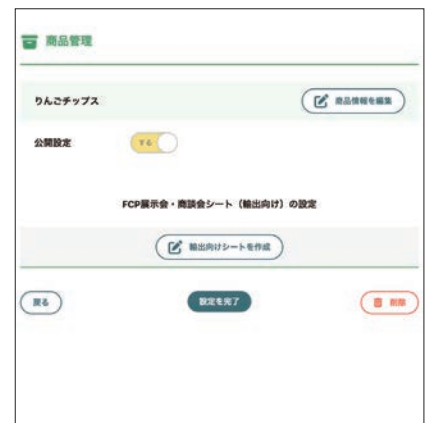 商品管理
りんごチップス
商品情報を編集
公開設定
する
FCP展示会・商談会シート（輸出向け）の設定
輸出向けシートを作成
戻る
設定を完了
削除